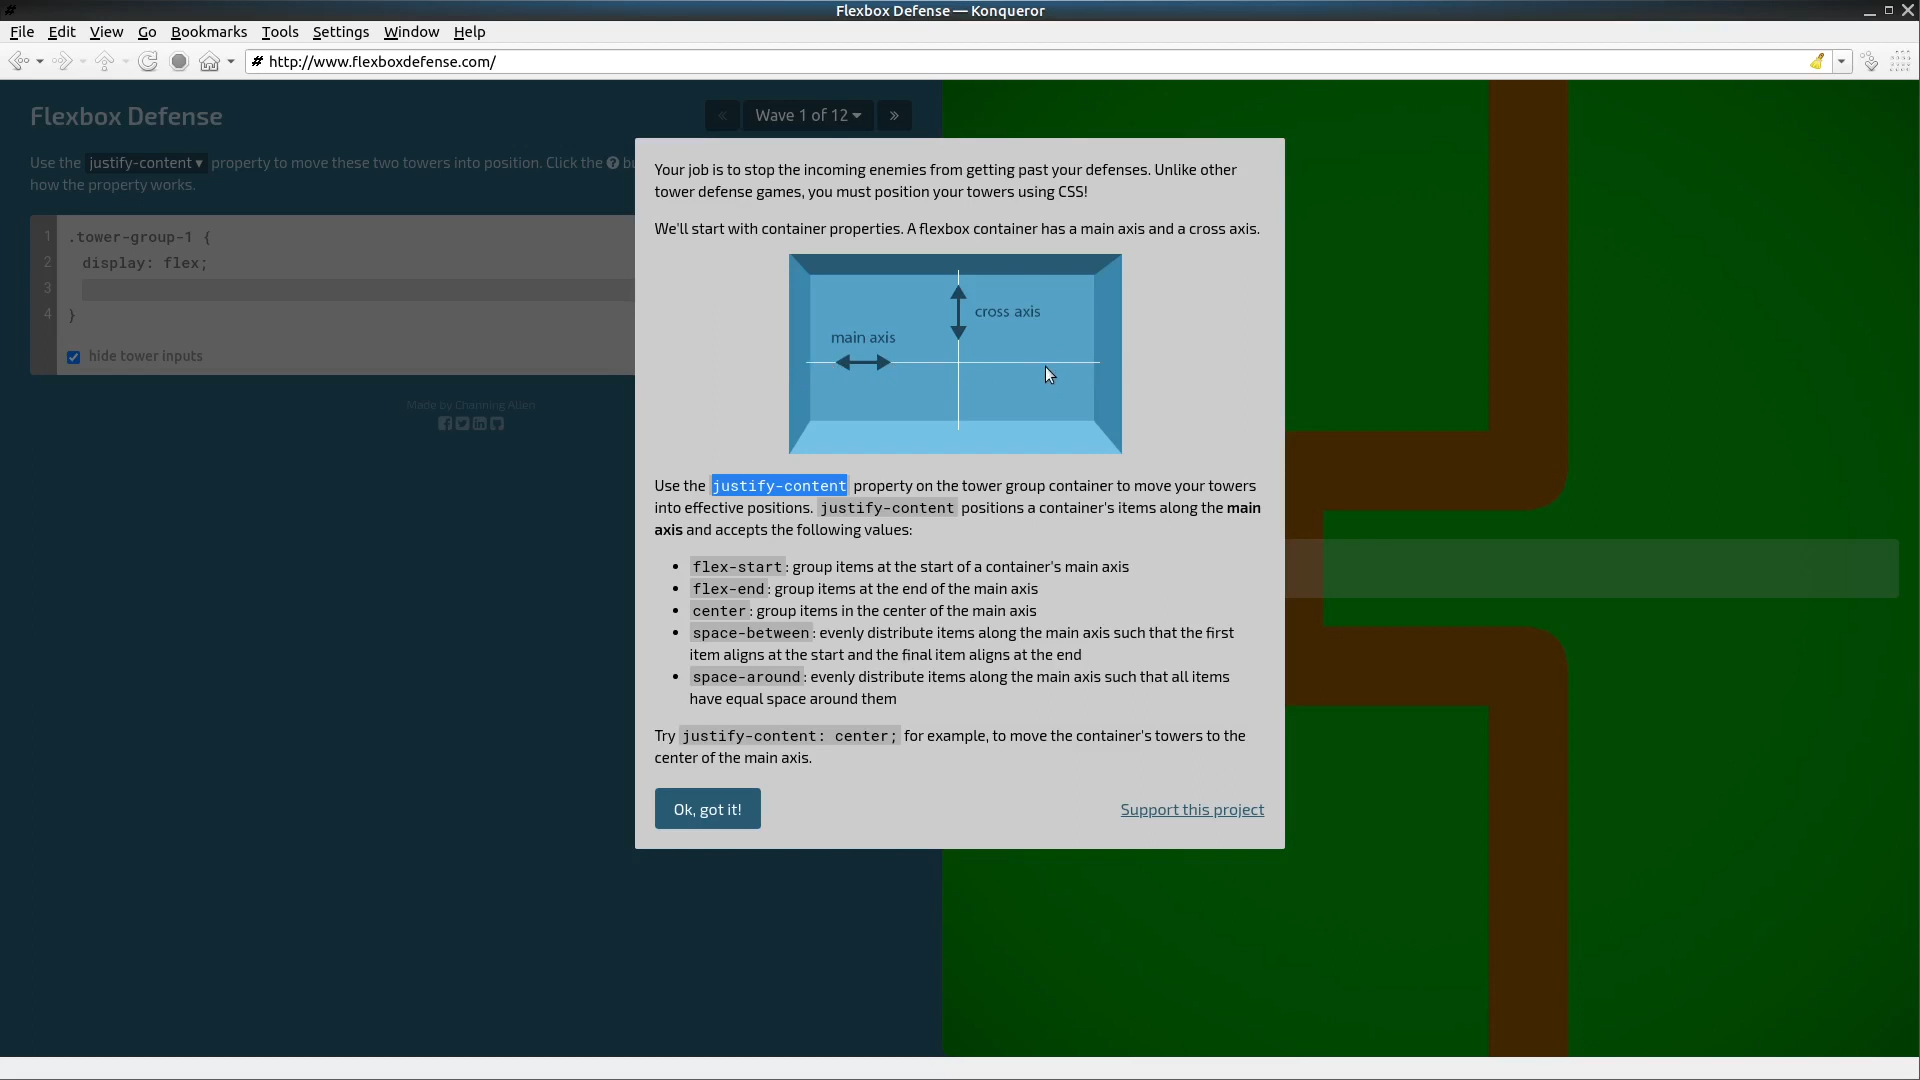 Flexbox Defense — Konqueror
File Edit View Go Bookmarks Tools Settings Window Help
# http://www.flexboxdefense.com/
Flexbox Defense
« Wave 1 of 12 ▾ »
Use the justify-content ▾ property to move these two towers into position. Click the ? bu
how the property works.
1 .tower-group-1 {
2 display: flex;
3
4 }
hide tower inputs
Made by Channing Allen
Your job is to stop the incoming enemies from getting past your defenses. Unlike other
tower defense games, you must position your towers using CSS!
We'll start with container properties. A flexbox container has a main axis and a cross axis.
cross axis
main axis
Use the justify-content property on the tower group container to move your towers
into effective positions. justify-content positions a container's items along the main
axis and accepts the following values:
• flex-start: group items at the start of a container's main axis
• flex-end: group items at the end of the main axis
• center: group items in the center of the main axis
• space-between: evenly distribute items along the main axis such that the first
item aligns at the start and the final item aligns at the end
• space-around: evenly distribute items along the main axis such that all items
have equal space around them
Try justify-content: center; for example, to move the container's towers to the
center of the main axis.
Ok, got it!
Support this project